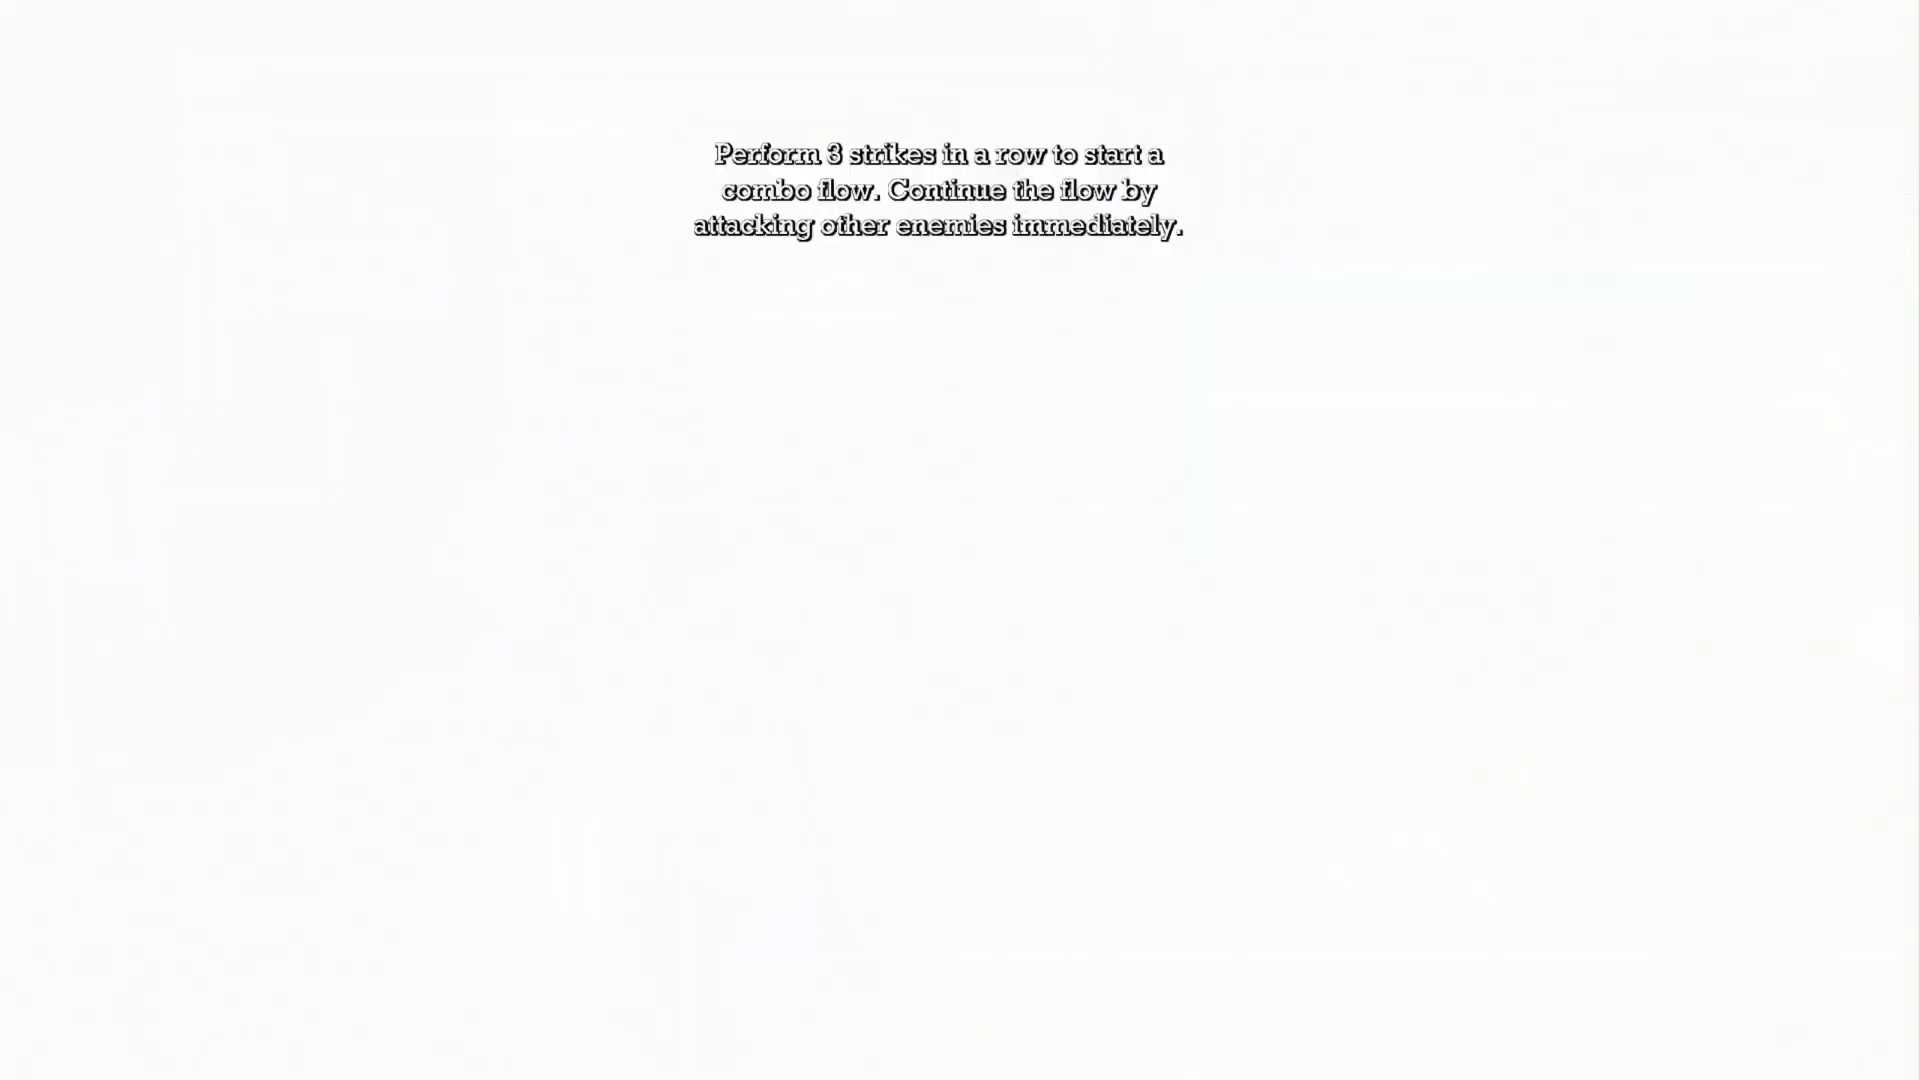 Perform 3 strikes in a row to start a
combo flow. Continue the flow by
attacking other enemies immediately.